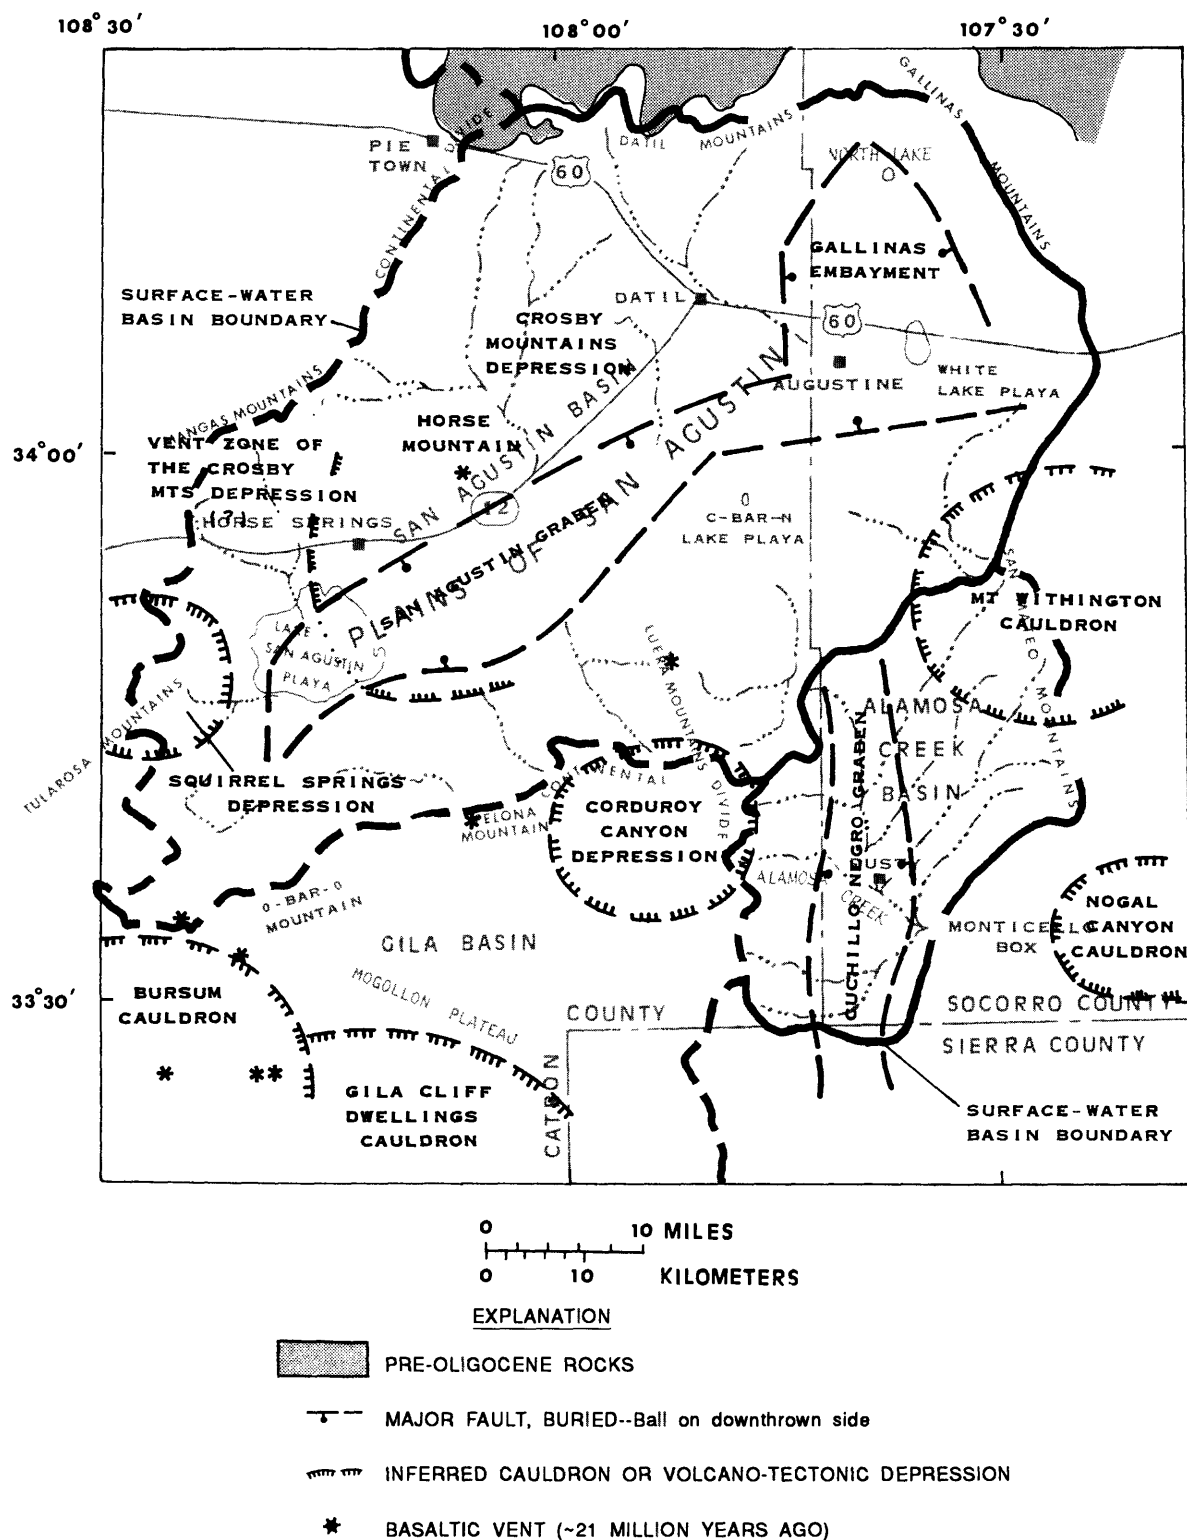 108°30′
108°00′
107°30′
GALLINAS
MOUNTAINS
DATIL MOUNTAINS
CONTINENTAL DIVIDE
PIE
TOWN
60
NORTH LAKE
GALLINAS
EMBAYMENT
SURFACE-WATER
BASIN BOUNDARY
DATIL
60
CROSBY
MOUNTAINS
DEPRESSION
AUGUSTINE
WHITE
LAKE PLAYA
MANGAS MOUNTAINS
HORSE
MOUNTAIN
34°00′
VENT ZONE OF
THE CROSBY
MTS DEPRESSION
(?)
HORSE SPRINGS
SAN AGUSTIN BASIN
12
SAN AGUSTIN GRABEN
PLAINS OF SAN AGUSTIN
C-BAR-N
LAKE PLAYA
LAKE
SAN AGUSTIN
PLAYA
MT WITHINGTON
CAULDRON
SAN MATEO MOUNTAINS
LUERA MOUNTAINS
TULAROSA MOUNTAINS
SQUIRREL SPRINGS
DEPRESSION
ALAMOSA
CREEK
BASIN
CONTINENTAL DIVIDE
PELONA
MOUNTAIN
CORDUROY
CANYON
DEPRESSION
CUCHILLO NEGRO GRABEN
DUSTY
ALAMOSA CREEK
O-BAR-O
MOUNTAIN
GILA BASIN
MONTICELLO
BOX
NOGAL
CANYON
CAULDRON
MOGOLLON PLATEAU
33°30′
BURSUM
CAULDRON
COUNTY
CATRON
SOCORRO COUNTY
SIERRA COUNTY
GILA CLIFF
DWELLINGS
CAULDRON
SURFACE-WATER
BASIN BOUNDARY
0 10 MILES
0 10 KILOMETERS
EXPLANATION
PRE-OLIGOCENE ROCKS
MAJOR FAULT, BURIED--Ball on downthrown side
INFERRED CAULDRON OR VOLCANO-TECTONIC DEPRESSION
BASALTIC VENT (~21 MILLION YEARS AGO)